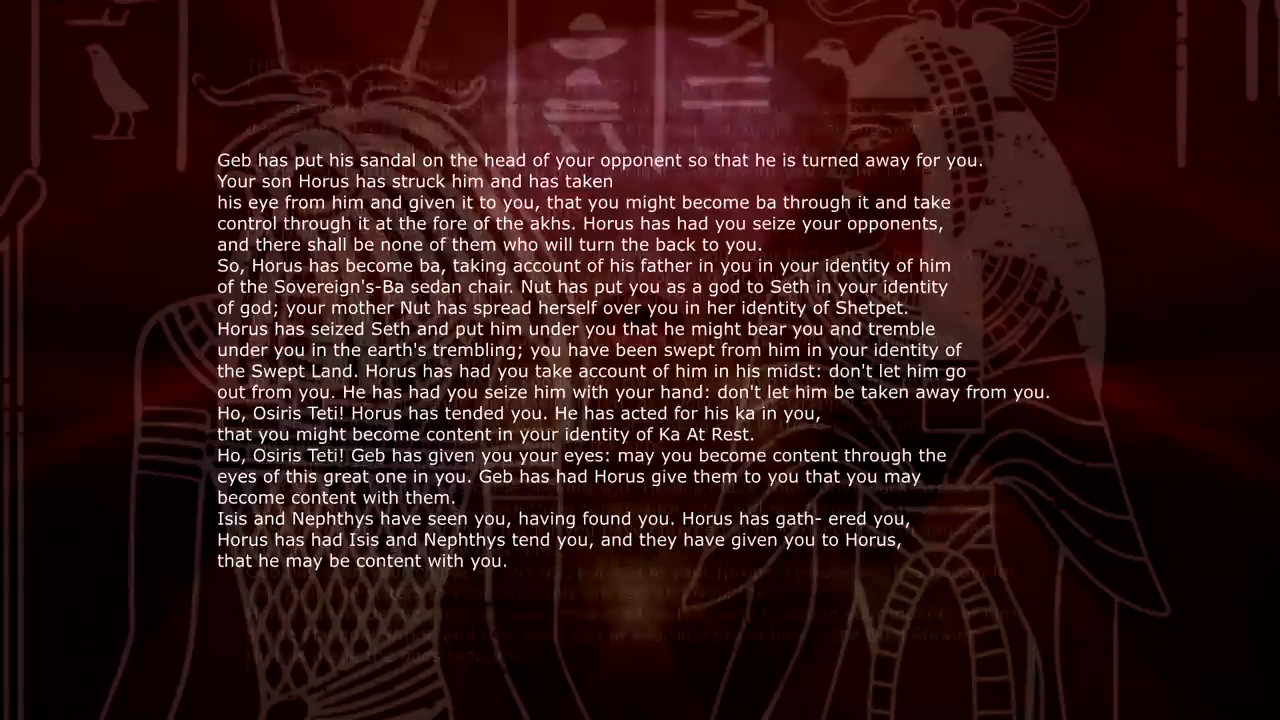 Geb has put his sandal on the head of your opponent so that he is turned away for you.
Your son Horus has struck him and has taken
his eye from him and given it to you, that you might become ba through it and take
control through it at the fore of the akhs. Horus has had you seize your opponents,
and there shall be none of them who will turn the back to you.
So, Horus has become ba, taking account of his father in you in your identity of him
of the Sovereign's-Ba sedan chair. Nut has put you as a god to Seth in your identity
of god; your mother Nut has spread herself over you in her identity of Shetpet.
Horus has seized Seth and put him under you that he might bear you and tremble
under you in the earth's trembling; you have been swept from him in your identity of
the Swept Land. Horus has had you take account of him in his midst: don't let him go
out from you. He has had you seize him with your hand: don't let him be taken away from you.
Ho, Osiris Teti! Horus has tended you. He has acted for his ka in you,
that you might become content in your identity of Ka At Rest.
Ho, Osiris Teti! Geb has given you your eyes: may you become content through the
eyes of this great one in you. Geb has had Horus give them to you that you may
become content with them.
Isis and Nephthys have seen you, having found you. Horus has gath- ered you,
Horus has had Isis and Nephthys tend you, and they have given you to Horus,
that he may be content with you.